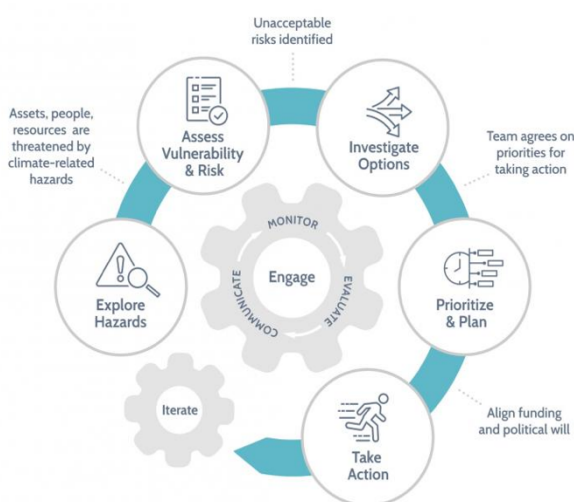 Unacceptable
risks identified
Assess
Vulnerability
& Risk
Investigate
Options
Assets, people,
resources are
threatened by
climate-related
hazards
Team agrees on
priorities for
taking action
MONITOR
EVALUATE
COMMUNICATE
Engage
Explore
Hazards
Prioritize
& Plan
Iterate
Take
Action
Align funding
and political will